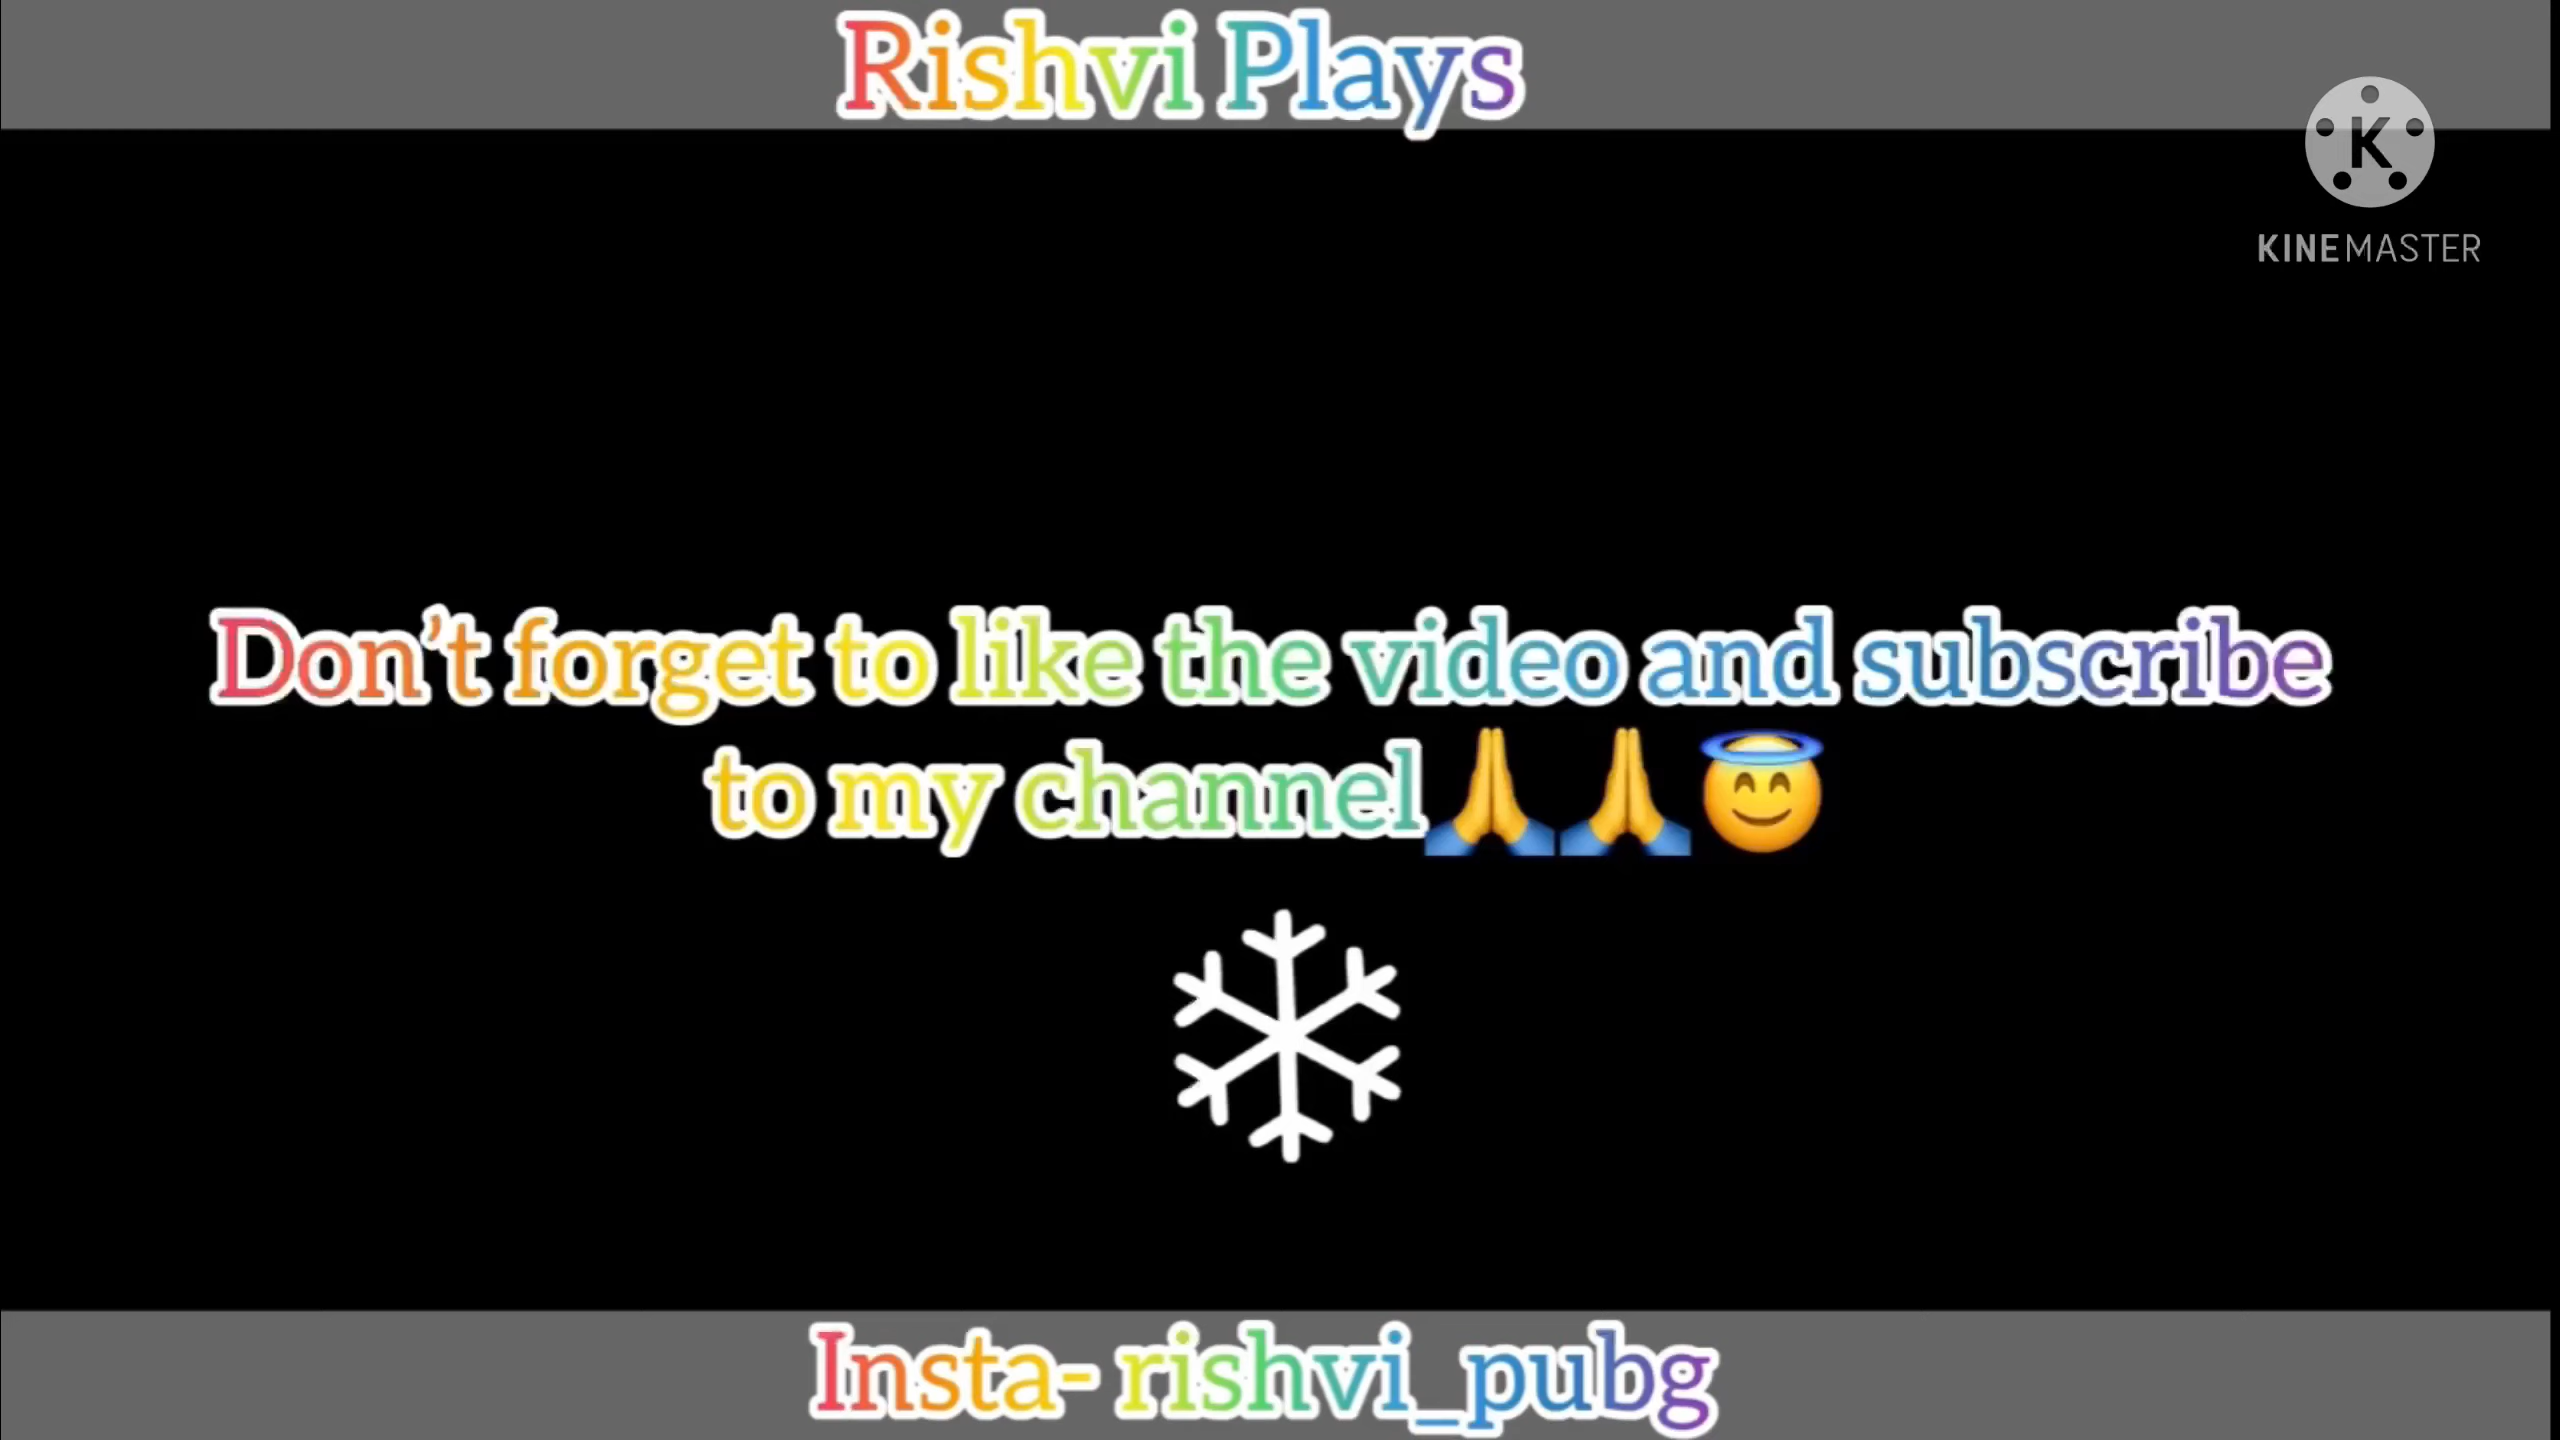 Rishvi Plays
K
KINEMASTER
Don't forget to like the video and subscribe
to my channel🙏🙏😇
Insta- rishvi_pubg